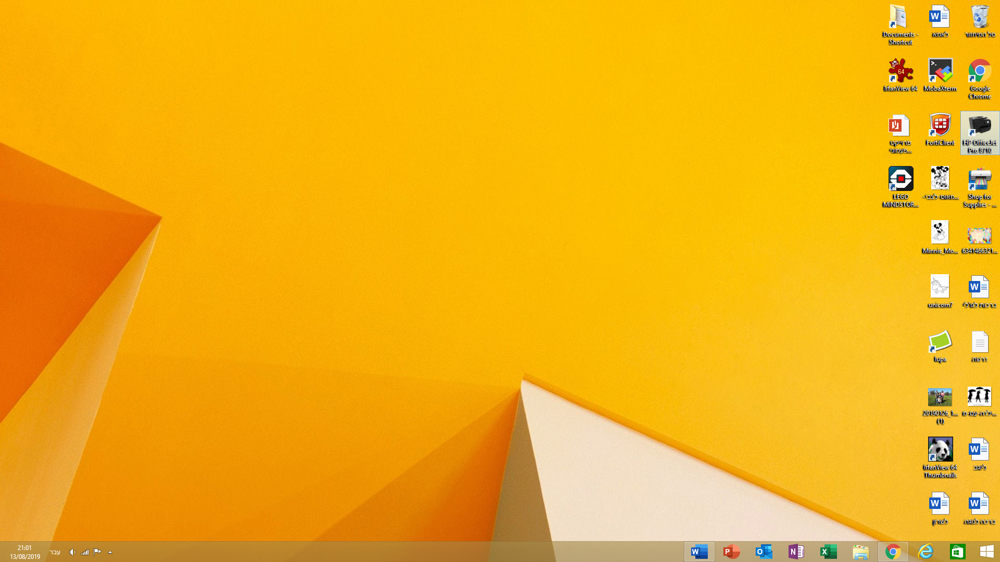 סל המיחזור
Google
Chrome
HP OfficeJet
Pro 8710
Shop for
Supplies - ...
6341466321...
ברכות לגולי
דרשה
...ילדה-עם-מ
ליוגב
ברכה לנוגה
לאמא
MobaXterm
FortiClient
...מאוס-לצבי-
Minnie_Mo...
unicorn7
lupa
20190126_1...
(1)
IrfanView 64
Thumbnails
לשרון
Documents -
Shortcut
IrfanView 64
64
פרוייקט
פעמוני...
LEGO
MINDSTOR...
עבר
21:01
13/08/2019